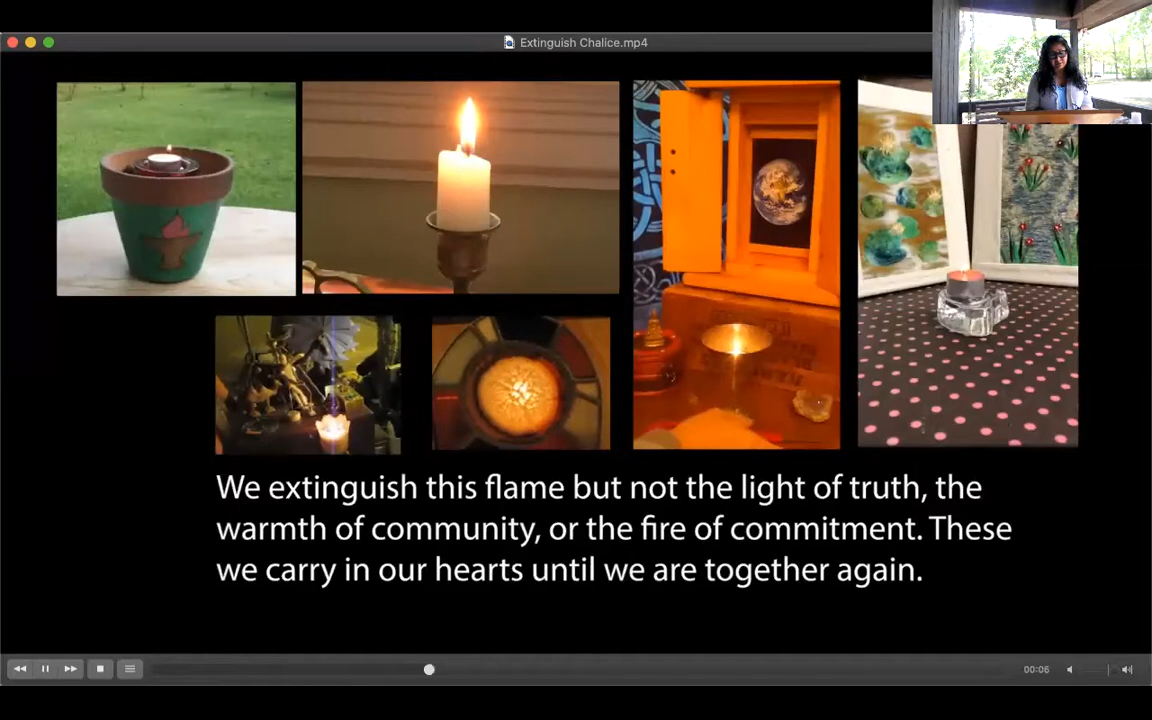 Extinguish Chalice.mp4
We extinguish this flame but not the light of truth, the
warmth of community, or the fire of commitment. These
we carry in our hearts until we are together again.
00:06